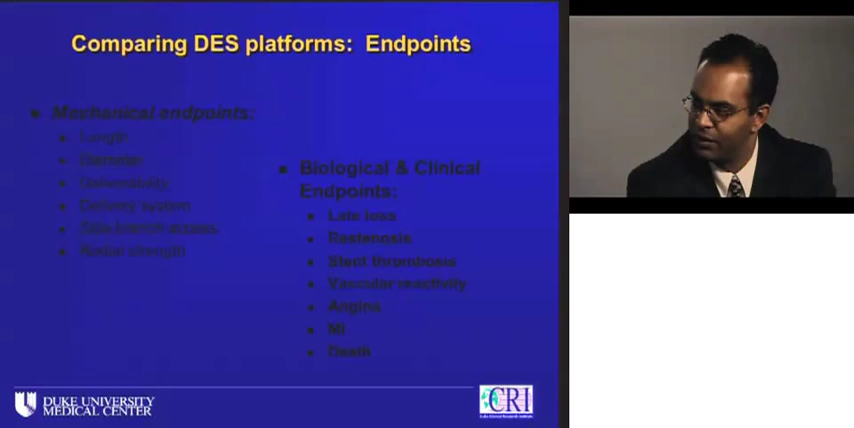 Comparing DES platforms: Endpoints
Mechanical endpoints:
Length
Diameter
Deliverability
Delivery system
Side branch access
Radial strength
Biological & Clinical
Endpoints:
Late loss
Restenosis
Stent thrombosis
Vascular reactivity
Angina
MI
Death
DUKE UNIVERSITY
MEDICAL CENTER
CRI